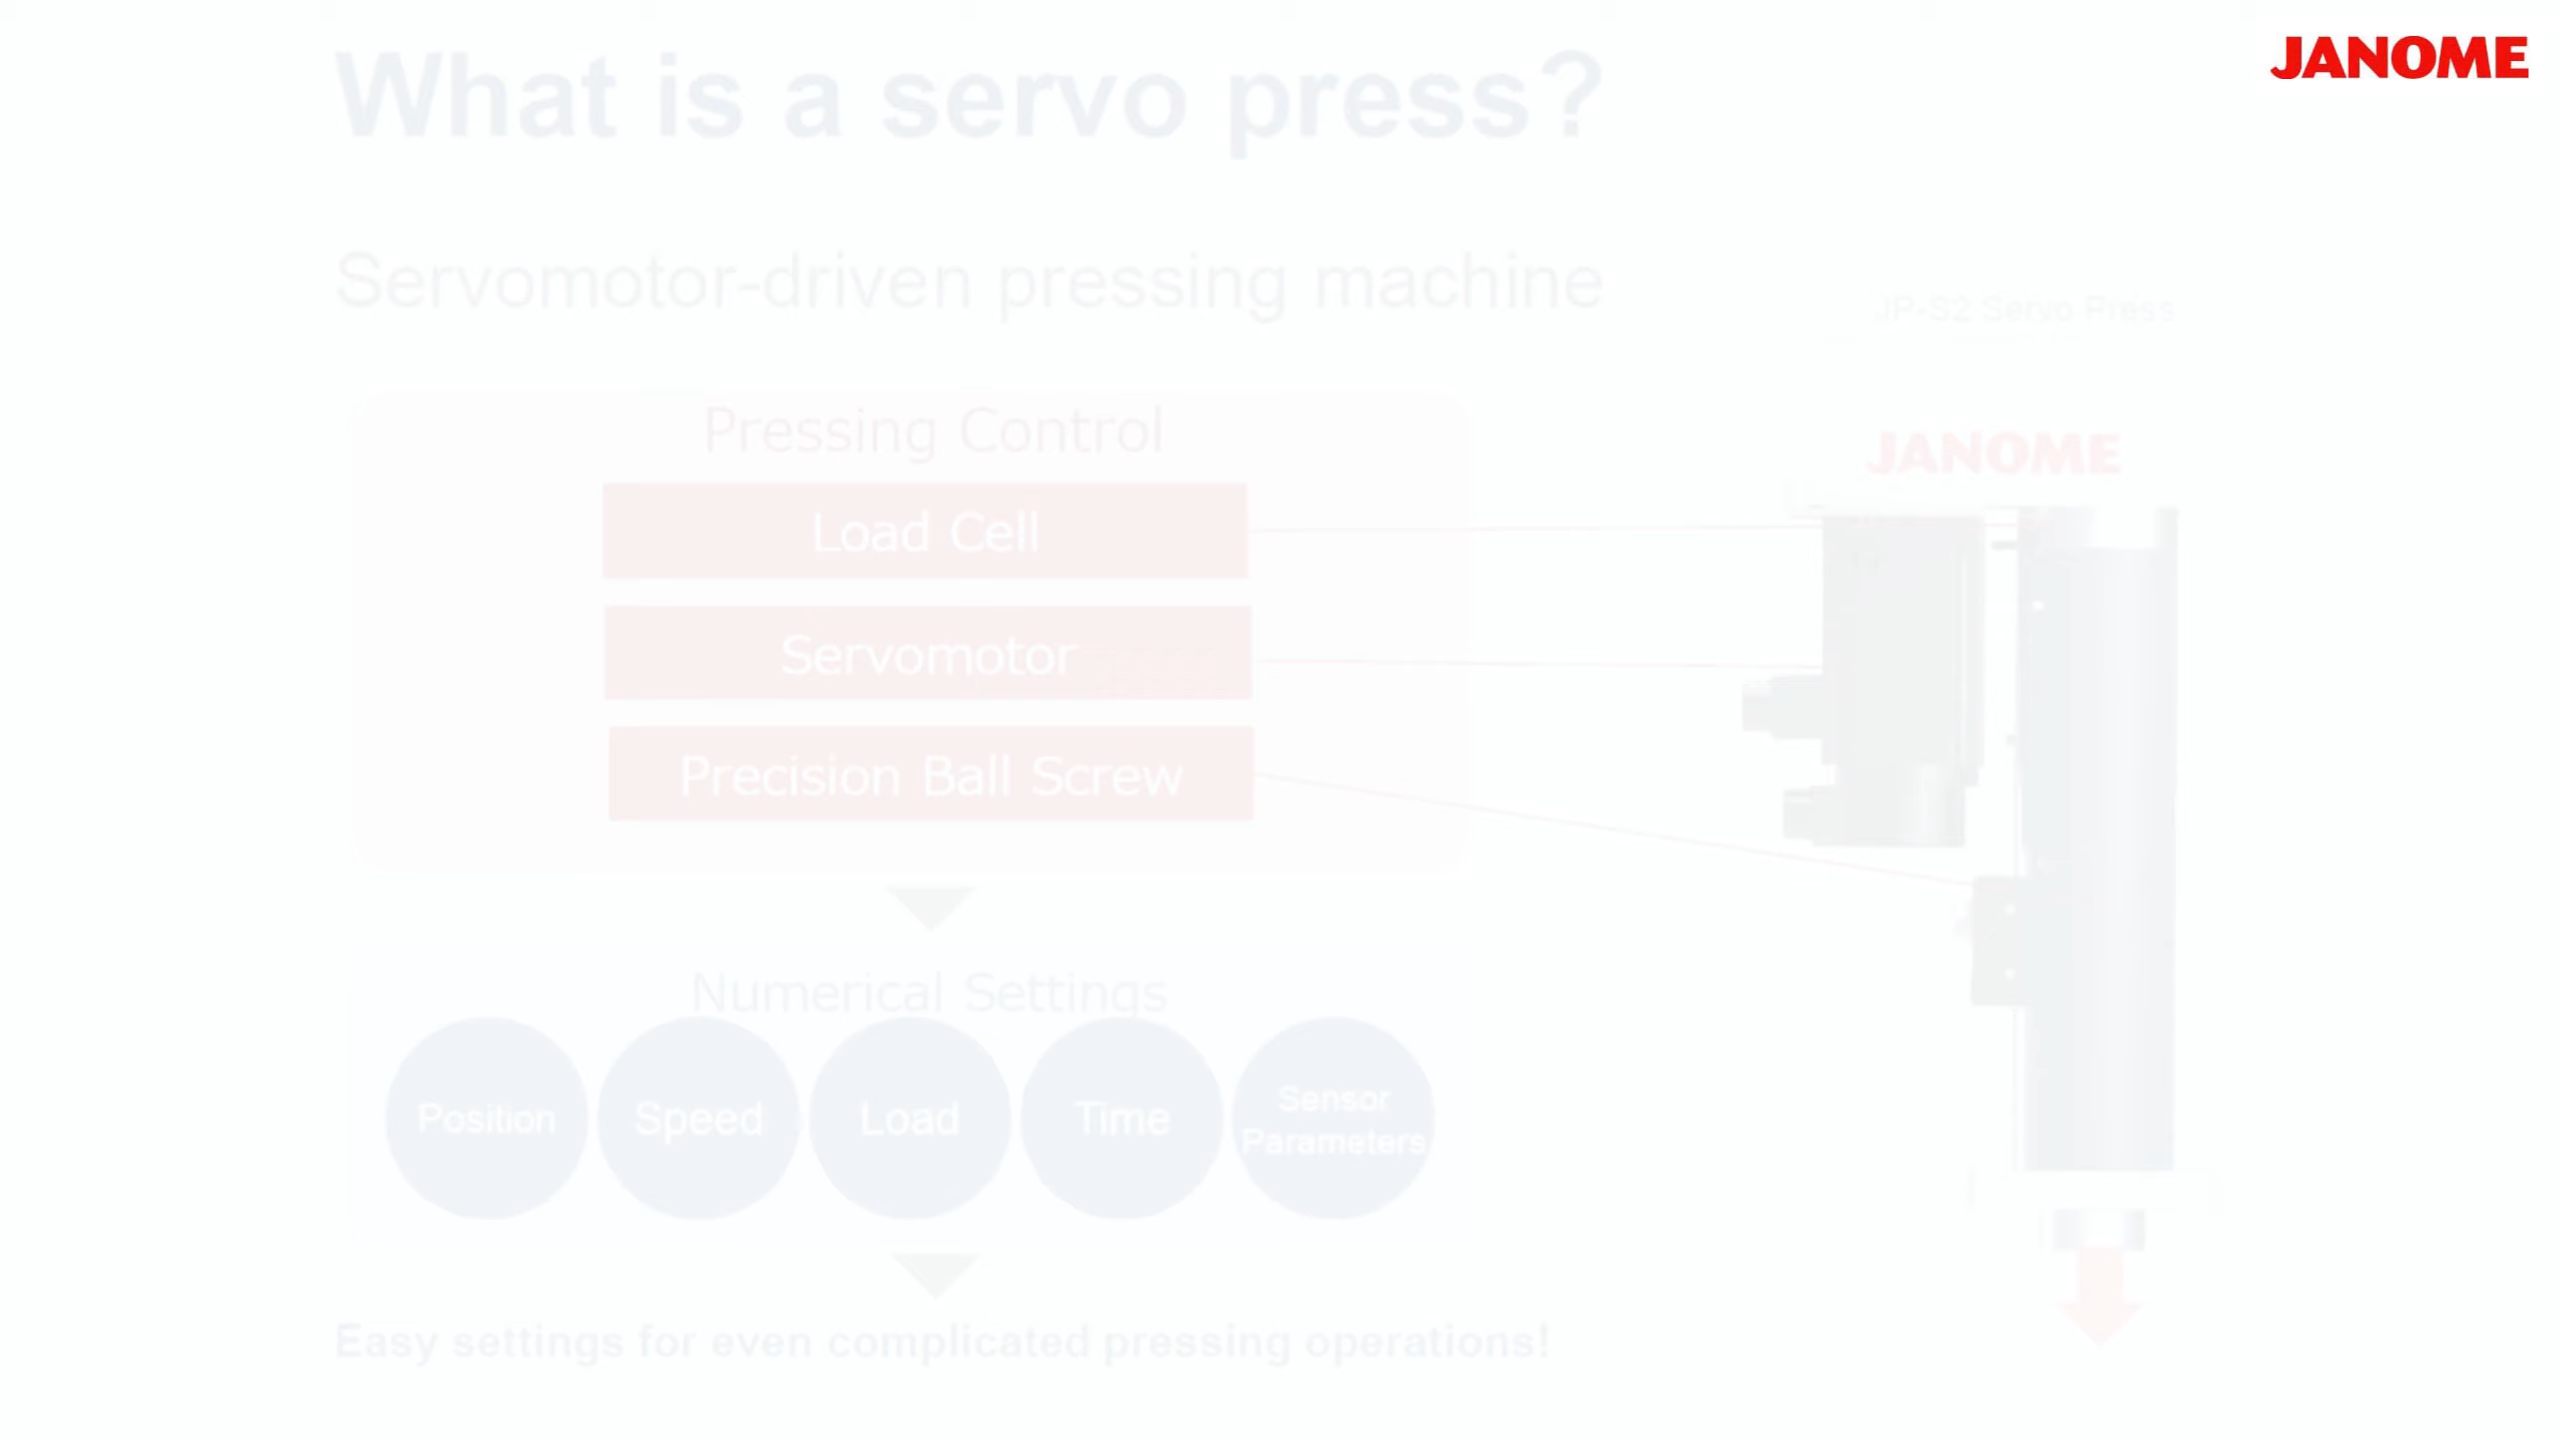 JANOME
What is a servo press?
Servomotor-driven pressing machine
JP-S2 Servo Press
Pressing Control
JANOME
Load Cell
Servomotor
Precision Ball Screw
Numerical Settings
Position
Speed
Load
Time
Sensor
Parameters
Easy settings for even complicated pressing operations!